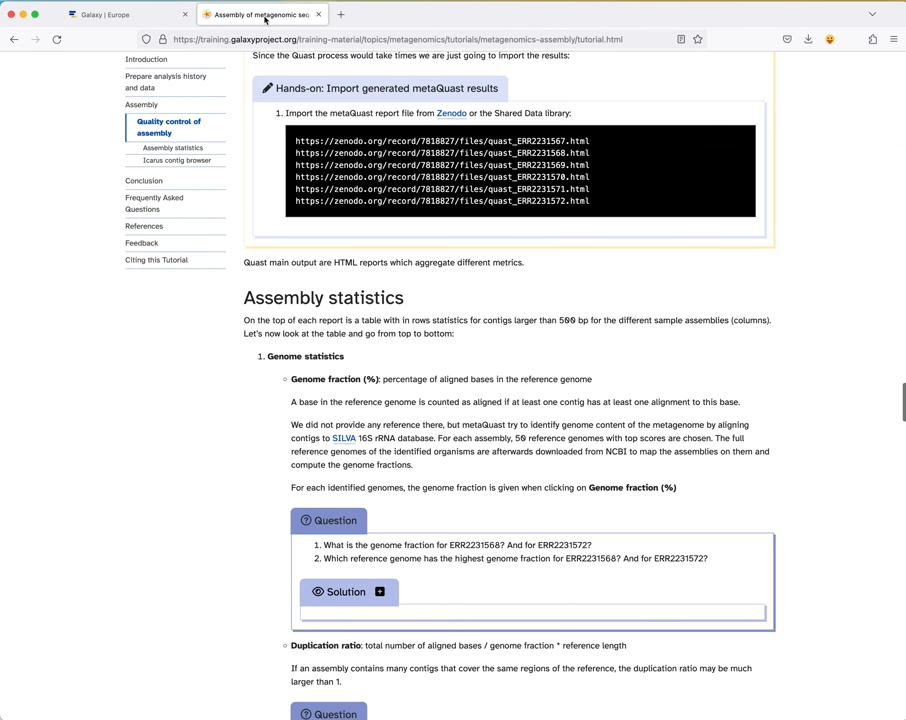 Galaxy | Europe
Assembly of metagenomic seq
https://training.galaxyproject.org/training-material/topics/metagenomics/tutorials/metagenomics-assembly/tutorial.html
Introduction
Prepare analysis history
and data
Assembly
Quality control of
assembly
Assembly statistics
Icarus contig browser
Conclusion
Frequently Asked
Questions
References
Feedback
Citing this Tutorial
Since the Quast process would take times we are just going to import the results:
Hands-on: Import generated metaQuast results
1. Import the metaQuast report file from Zenodo or the Shared Data library:
https://zenodo.org/record/7818827/files/quast_ERR2231567.html
https://zenodo.org/record/7818827/files/quast_ERR2231568.html
https://zenodo.org/record/7818827/files/quast_ERR2231569.html
https://zenodo.org/record/7818827/files/quast_ERR2231570.html
https://zenodo.org/record/7818827/files/quast_ERR2231571.html
https://zenodo.org/record/7818827/files/quast_ERR2231572.html
Quast main output are HTML reports which aggregate different metrics.
Assembly statistics
On the top of each report is a table with in rows statistics for contigs larger than 500 bp for the different sample assemblies (columns).
Let's now look at the table and go from top to bottom:
1. Genome statistics
Genome fraction (%): percentage of aligned bases in the reference genome
A base in the reference genome is counted as aligned if at least one contig has at least one alignment to this base.
We did not provide any reference there, but metaQuast try to identify genome content of the metagenome by aligning
contigs to SILVA 16S rRNA database. For each assembly, 50 reference genomes with top scores are chosen. The full
reference genomes of the identified organisms are afterwards downloaded from NCBI to map the assemblies on them and
compute the genome fractions.
For each identified genomes, the genome fraction is given when clicking on Genome fraction (%)
Question
1. What is the genome fraction for ERR2231568? And for ERR2231572?
2. Which reference genome has the highest genome fraction for ERR2231568? And for ERR2231572?
Solution
Duplication ratio: total number of aligned bases / genome fraction * reference length
If an assembly contains many contigs that cover the same regions of the reference, the duplication ratio may be much
larger than 1.
Question